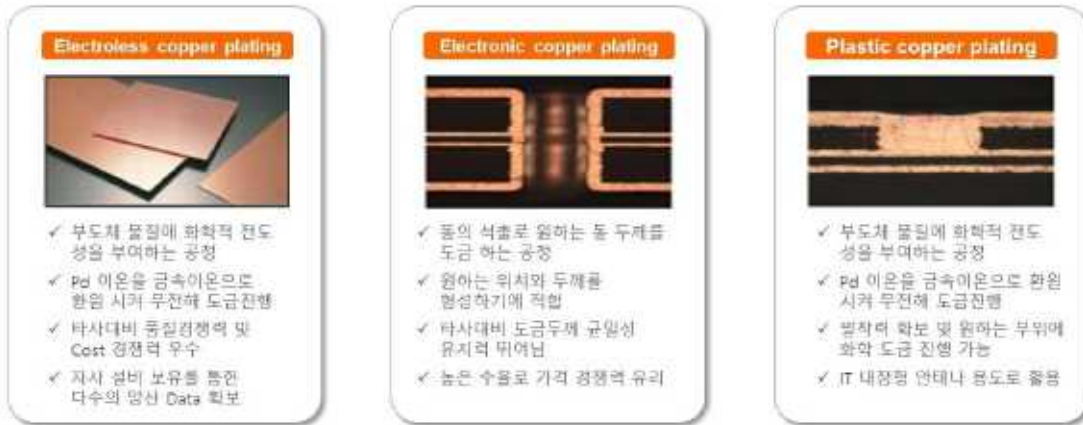 Electroless copper plating
✓ 부도체 물질에 화학적 전도
성을 부여하는 공정
✓ Pd 이온을 금속이온으로
환원 시켜 무전해 도금진행
✓ 타사대비 품질경쟁력 및
Cost 경쟁력 우수
✓ 자사 설비 보유를 통한
다수의 양산 Data 확보
Electronic copper plating
✓ 동의 석출로 원하는 동 두께를
도금 하는 공정
✓ 원하는 위치와 두께를
형성하기에 적합
✓ 타사대비 도금두께 균일성
유지력 뛰어남
✓ 높은 수율로 가격 경쟁력 유리
Plastic copper plating
✓ 부도체 물질에 화학적 전도
성을 부여하는 공정
✓ Pd 이온을 금속이온으로 환원
시켜 무전해 도금진행
✓ 밀착력 확보 및 원하는 부위에
화학 도금 진행 가능
✓ IT 내장형 안테나 용도로 활용